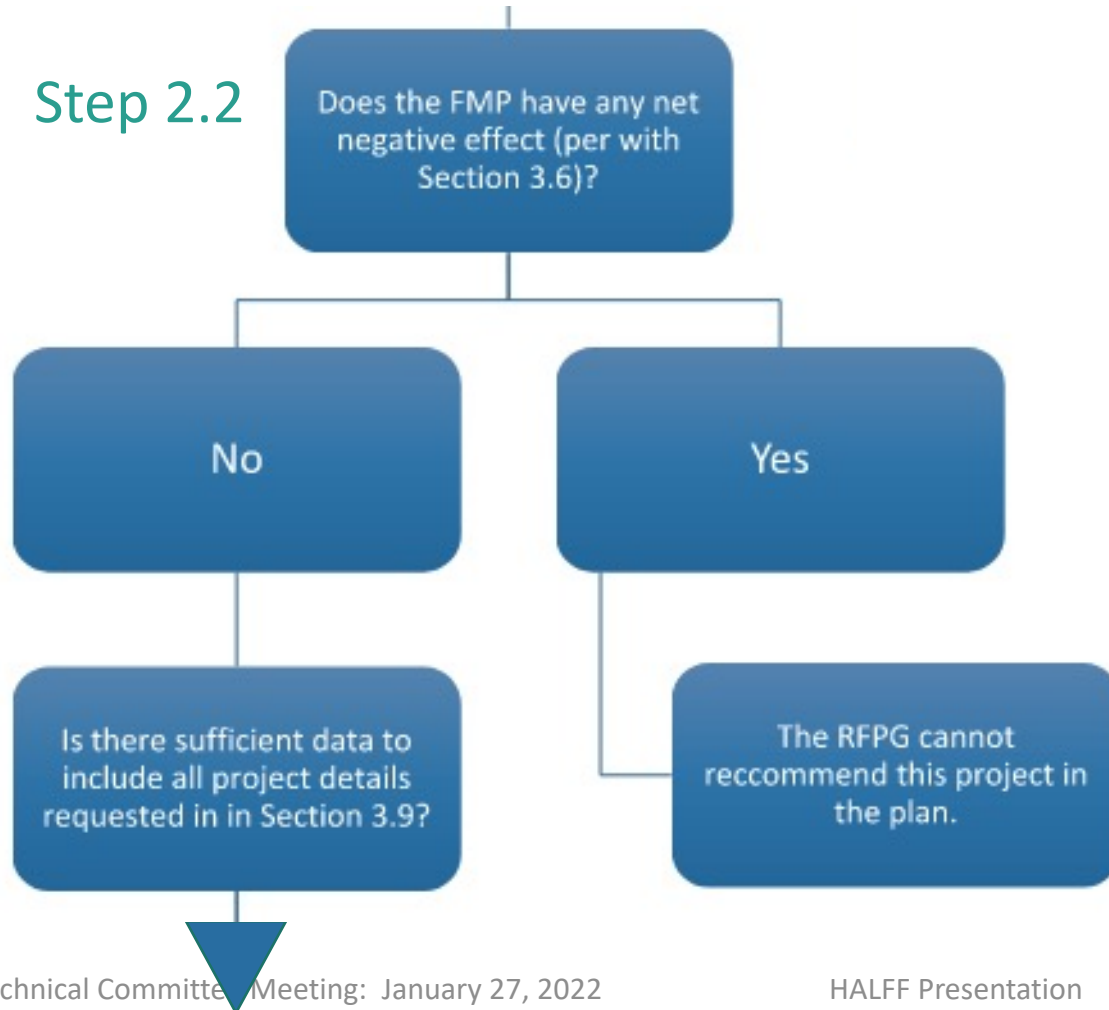 Step 2.2
Does the FMP have any net
negative effect (per with
Section 3.6)?
No
Yes
Is there sufficient data to
include all project details
requested in in Section 3.9?
The RFPG cannot
reccommend this project in
the plan.
chnical Committe Meeting: January 27, 2022
HALFF Presentation